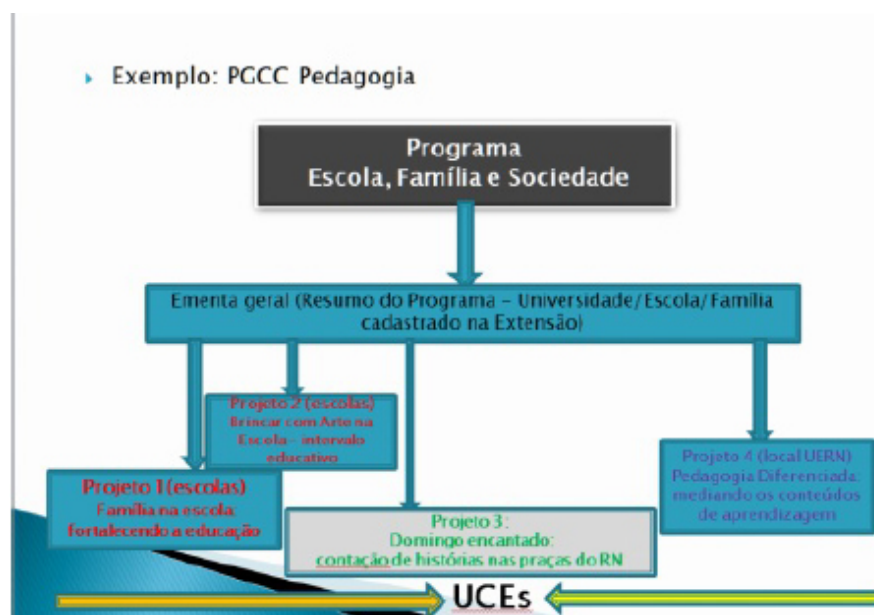 Exemplo: PGCC Pedagogia
Programa
Escola, Família e Sociedade
Ementa geral (Resumo do Programa – Universidade/Escola/Família
cadastrado na Extensão)
Projeto 2 (escolas)
Brincar com Arte na
Escola – intervalo
educativo
Projeto 1 (escolas)
Família na escola:
fortalecendo a educação
Projeto 3:
Domingo encantado:
contação de histórias nas praças do RN
Projeto 4 (local UERN)
Pedagogia Diferenciada:
mediando os conteúdos
de aprendizagem
UCEs